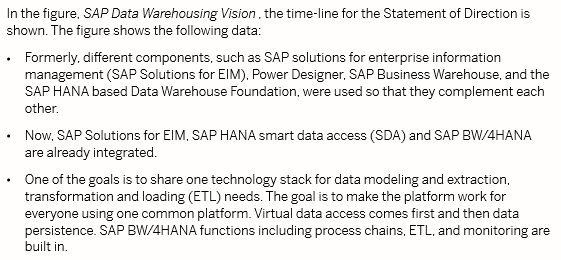 In the figure, SAP Data Warehousing Vision , the time-line for the Statement of Direction is
shown. The figure shows the following data:
• Formerly, different components, such as SAP solutions for enterprise information
management (SAP Solutions for EIM), Power Designer, SAP Business Warehouse, and the
SAP HANA based Data Warehouse Foundation, were used so that they complement each
other.
• Now, SAP Solutions for EIM, SAP HANA smart data access (SDA) and SAP BW/4HANA
are already integrated.
• One of the goals is to share one technology stack for data modeling and extraction,
transformation and loading (ETL) needs. The goal is to make the platform work for
everyone using one common platform. Virtual data access comes first and then data
persistence. SAP BW/4HANA functions including process chains, ETL, and monitoring are
built in.